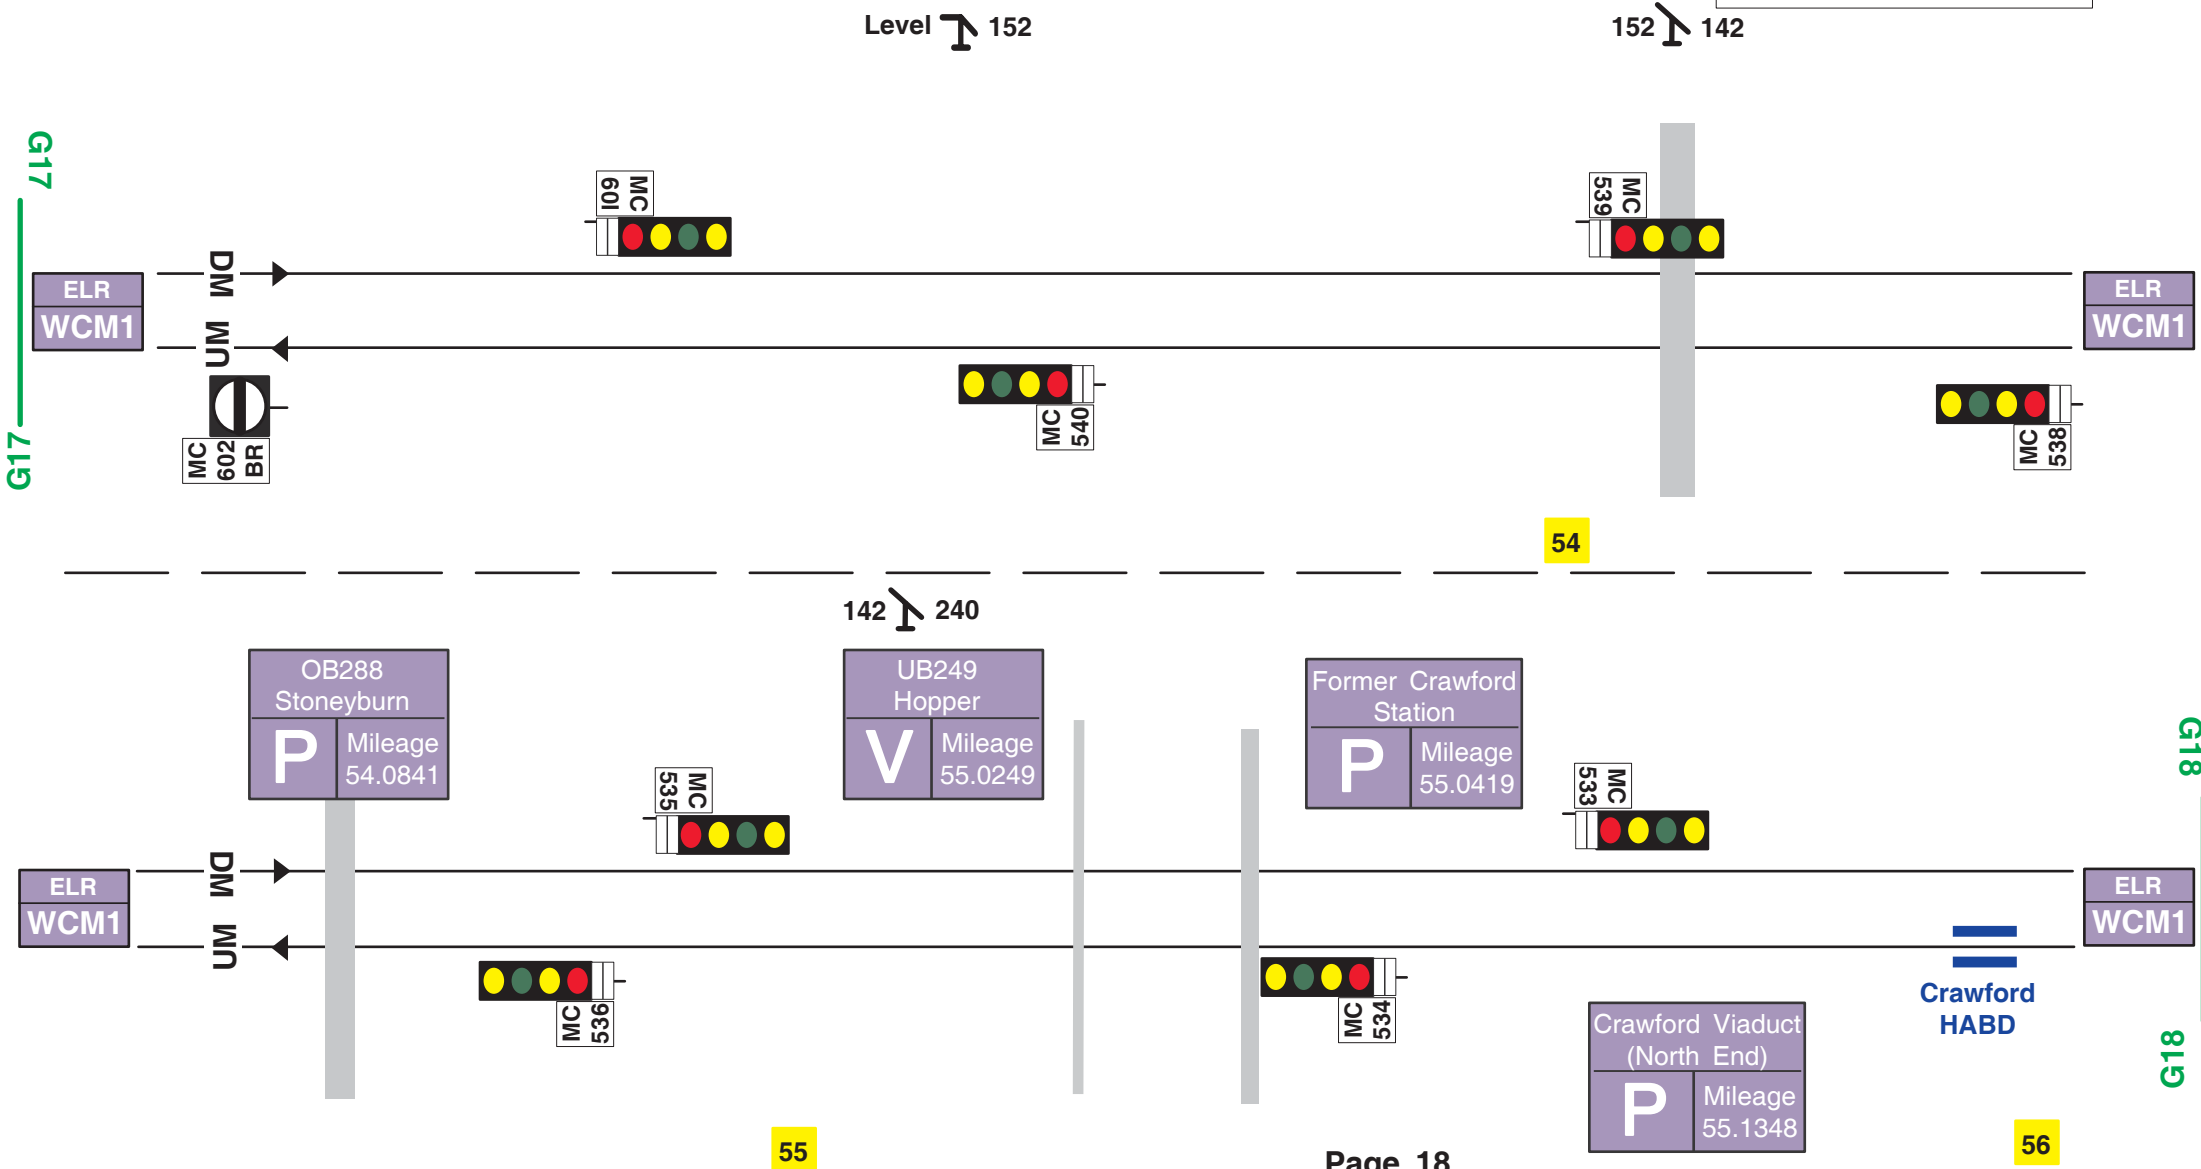 Level 152
152 142
G17
MC
601
MC
539
DM
ELR
WCM1
ELR
WCM1
UM
MC
602
BR
MC
540
MC
538
G17
54
142 240
OB288
Stoneyburn
P
Mileage
54.0841
UB249
Hopper
V
Mileage
55.0249
Former Crawford
Station
P
Mileage
55.0419
G18
MC
535
MC
533
DM
ELR
WCM1
ELR
WCM1
UM
MC
536
MC
534
Crawford
HABD
Crawford Viaduct
(North End)
P
Mileage
55.1348
G18
55
56
Page 18